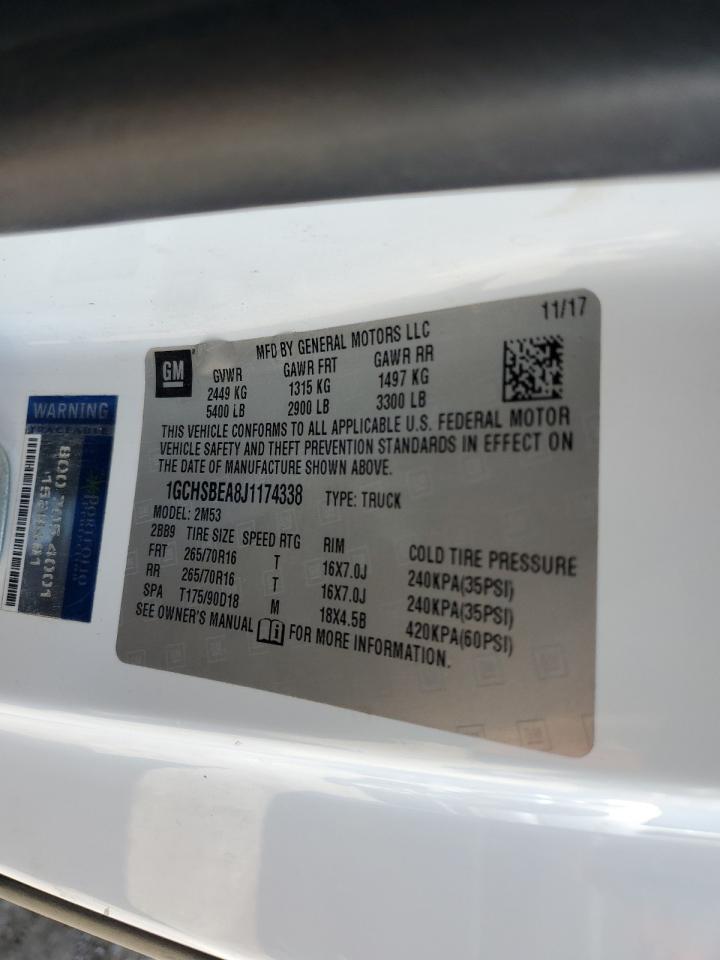 11/17
GM
MFD BY GENERAL MOTORS LLC
GVWR GAWR FRT GAWR RR
2449 KG 1315 KG 1497 KG
5400 LB 2900 LB 3300 LB
THIS VEHICLE CONFORMS TO ALL APPLICABLE U.S. FEDERAL MOTOR
VEHICLE SAFETY AND THEFT PREVENTION STANDARDS IN EFFECT ON
THE DATE OF MANUFACTURE SHOWN ABOVE.
1GCHSBEA8J1174338 TYPE: TRUCK
MODEL: 2M53
2BB9 TIRE SIZE SPEED RTG RIM COLD TIRE PRESSURE
FRT 265/70R16 T 16X7.0J 240KPA(35PSI)
RR 265/70R16 T 16X7.0J 240KPA(35PSI)
SPA T175/90D18 M 18X4.5B 420KPA(60PSI)
SEE OWNER'S MANUAL FOR MORE INFORMATION.
WARNING
TRACEABLE